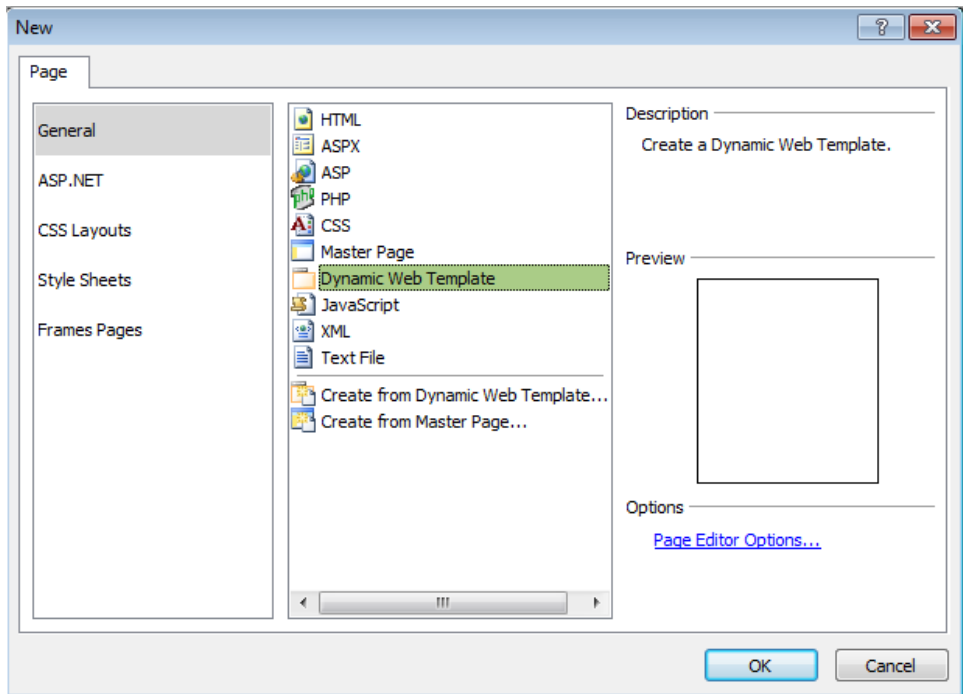 New
Page
General
ASP.NET
CSS Layouts
Style Sheets
Frames Pages
HTML
ASPX
ASP
PHP
CSS
Master Page
Dynamic Web Template
JavaScript
XML
Text File
Create from Dynamic Web Template...
Create from Master Page...
Description
Create a Dynamic Web Template.
Preview
Options
Page Editor Options...
OK
Cancel